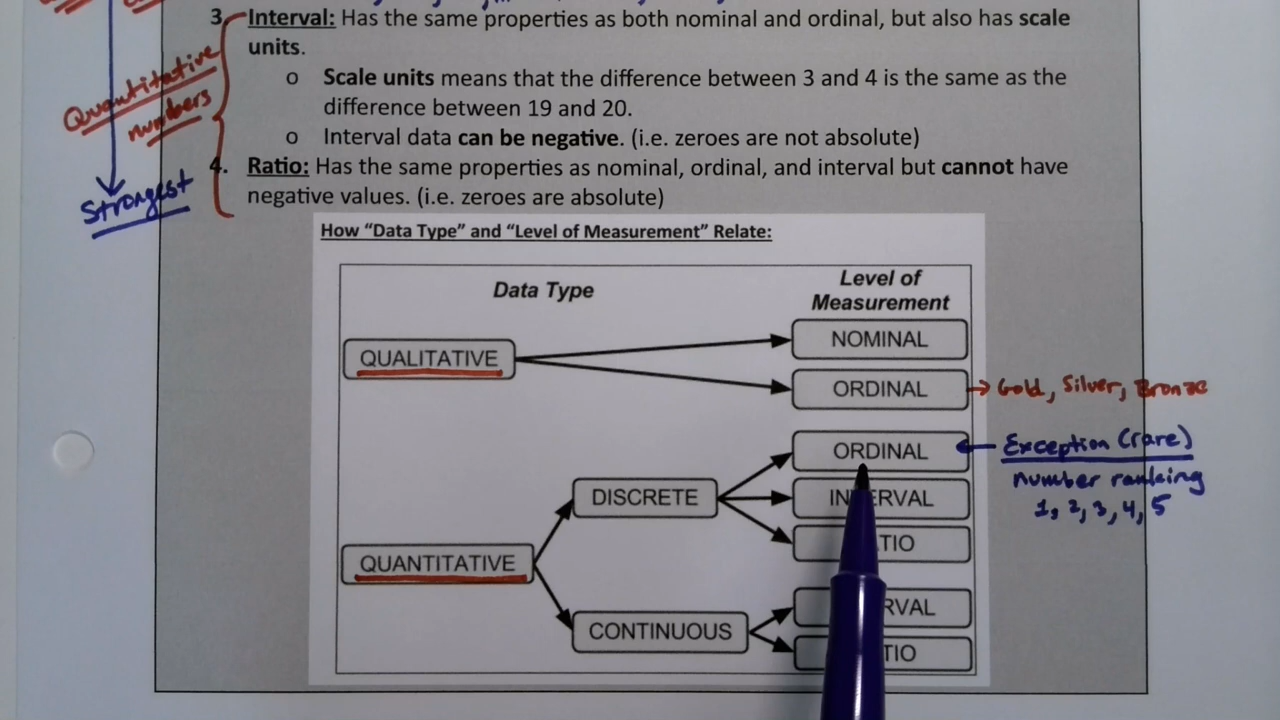 3. Interval: Has the same properties as both nominal and ordinal, but also has scale
units.
Quantitative
numbers
o Scale units means that the difference between 3 and 4 is the same as the
difference between 19 and 20.
o Interval data can be negative. (i.e. zeroes are not absolute)
4. Ratio: Has the same properties as nominal, ordinal, and interval but cannot have
negative values. (i.e. zeroes are absolute)
Strongest
How “Data Type” and “Level of Measurement” Relate:
Data Type
Level of
Measurement
QUALITATIVE
NOMINAL
ORDINAL
Gold, Silver, Bronze
ORDINAL
Exception (rare)
number ranking
1, 2, 3, 4, 5
DISCRETE
QUANTITATIVE
CONTINUOUS